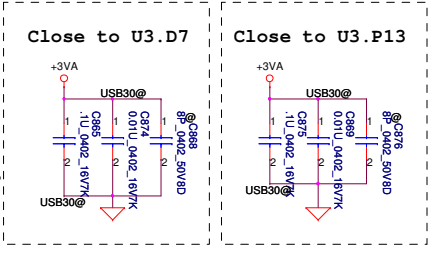 Close to U3.D7
+3VA
USB30@
1
2
C865
.1U_0402_16V7K
1
2
C874
0.01U_0402_16V7K
1
2
@C868
8P_0402_50V8D
USB30@
Close to U3.P13
+3VA
USB30@
1
2
C875
.1U_0402_16V7K
1
2
C869
0.01U_0402_16V7K
1
2
@C876
8P_0402_50V8D
USB30@